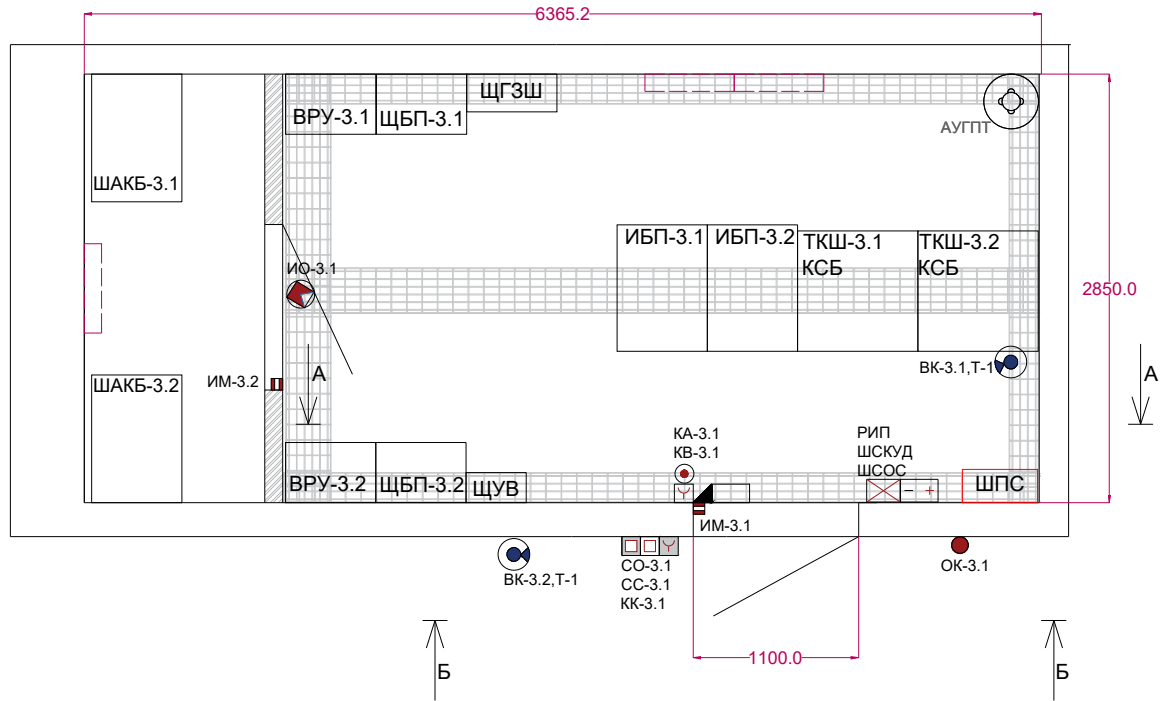 6365.2
ВРУ-3.1
ЩБП-3.1
ЩГЗШ
АУГПТ
ШАКБ-3.1
ИБП-3.1
ИБП-3.2
ТКШ-3.1
КСБ
ТКШ-3.2
КСБ
ИО-3.1
2850.0
ВК-3.1,Т-1
А
А
ИМ-3.2
ШАКБ-3.2
КА-3.1
КВ-3.1
РИП
ШСКУД
ШСОС
ВРУ-3.2
ЩБП-3.2
ЩУВ
ШПС
ИМ-3.1
ВК-3.2,Т-1
СО-3.1
СС-3.1
КК-3.1
ОК-3.1
Б
Б
1100.0